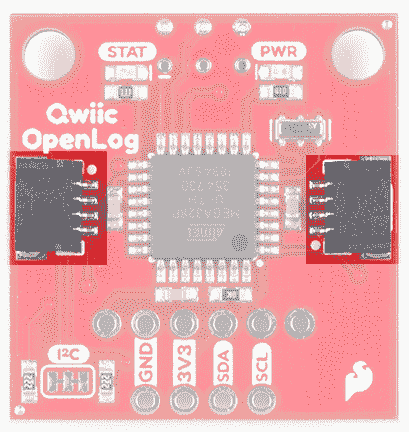 STAT
PWR
Qwiic
OpenLog
I²C
GND
3V3
SDA
SCL